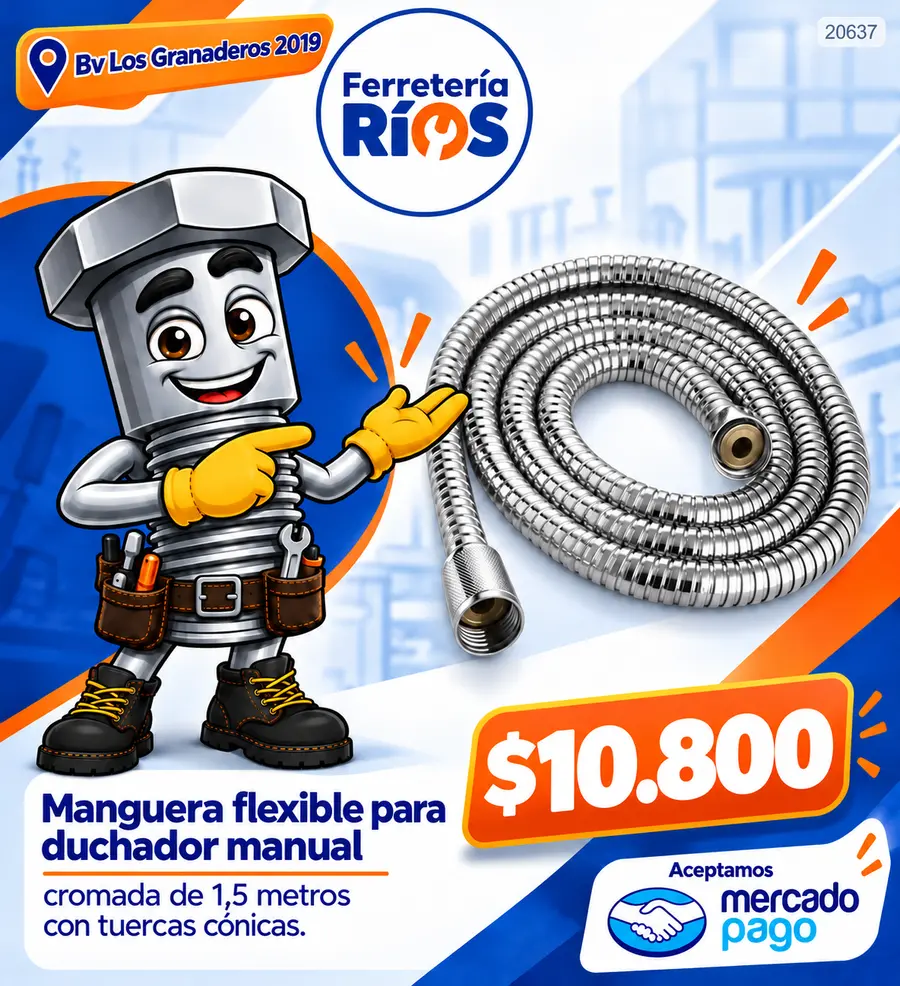 Bv Los Granaderos 2019
Ferretería
Ríos
20637
$10.800
Manguera flexible para
duchador manual
cromada de 1,5 metros
con tuercas cónicas.
Aceptamos
mercado
pago